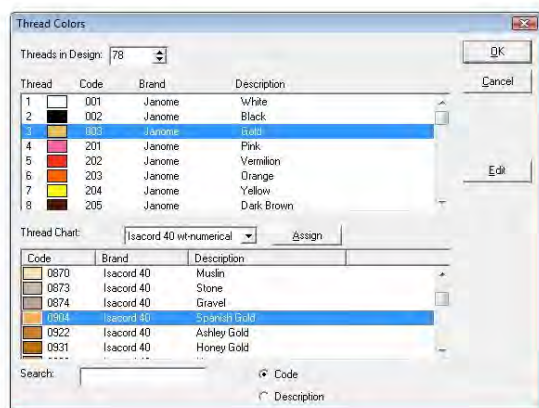 Thread Colors
Threads in Design: 78
OK
Thread Code Brand Description
Cancel
1 001 Janome White
2 002 Janome Black
3 003 Janome Gold
4 201 Janome Pink
5 202 Janome Vermilion
6 203 Janome Orange
7 204 Janome Yellow
8 205 Janome Dark Brown
Edit
Thread Chart: Isacord 40 wt-numerical Assign
Code Brand Description
0870 Isacord 40 Muslin
0873 Isacord 40 Stone
0874 Isacord 40 Gravel
0904 Isacord 40 Spanish Gold
0922 Isacord 40 Ashley Gold
0931 Isacord 40 Honey Gold
Search: Code
Description